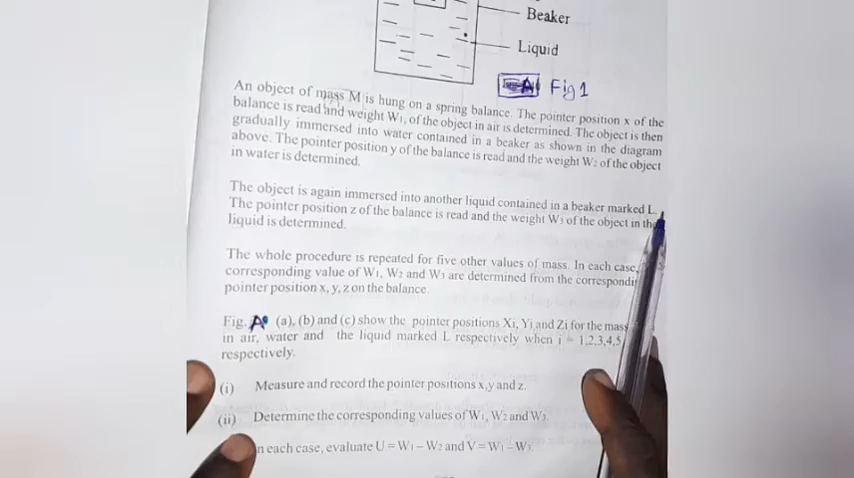 Beaker
Liquid
A Fig 1
An object of mass M is hung on a spring balance. The pointer position x of the
balance is read and weight W1, of the object in air is determined. The object is then
gradually immersed into water contained in a beaker as shown in the diagram
above. The pointer position y of the balance is read and the weight W2 of the object
in water is determined.
The object is again immersed into another liquid contained in a beaker marked L.
The pointer position z of the balance is read and the weight W3 of the object in the
liquid is determined.
The whole procedure is repeated for five other values of mass. In each case,
corresponding value of W1, W2 and W3 are determined from the correspondi
pointer position x, y, z on the balance.
Fig. A (a), (b) and (c) show the pointer positions Xi, Yi and Zi for the mass
in air, water and the liquid marked L respectively when i = 1,2,3,4,5
respectively.
(i) Measure and record the pointer positions x,y and z.
(ii) Determine the corresponding values of W1, W2 and W3.
n each case, evaluate U = W1 – W2 and V = W1 – W3.